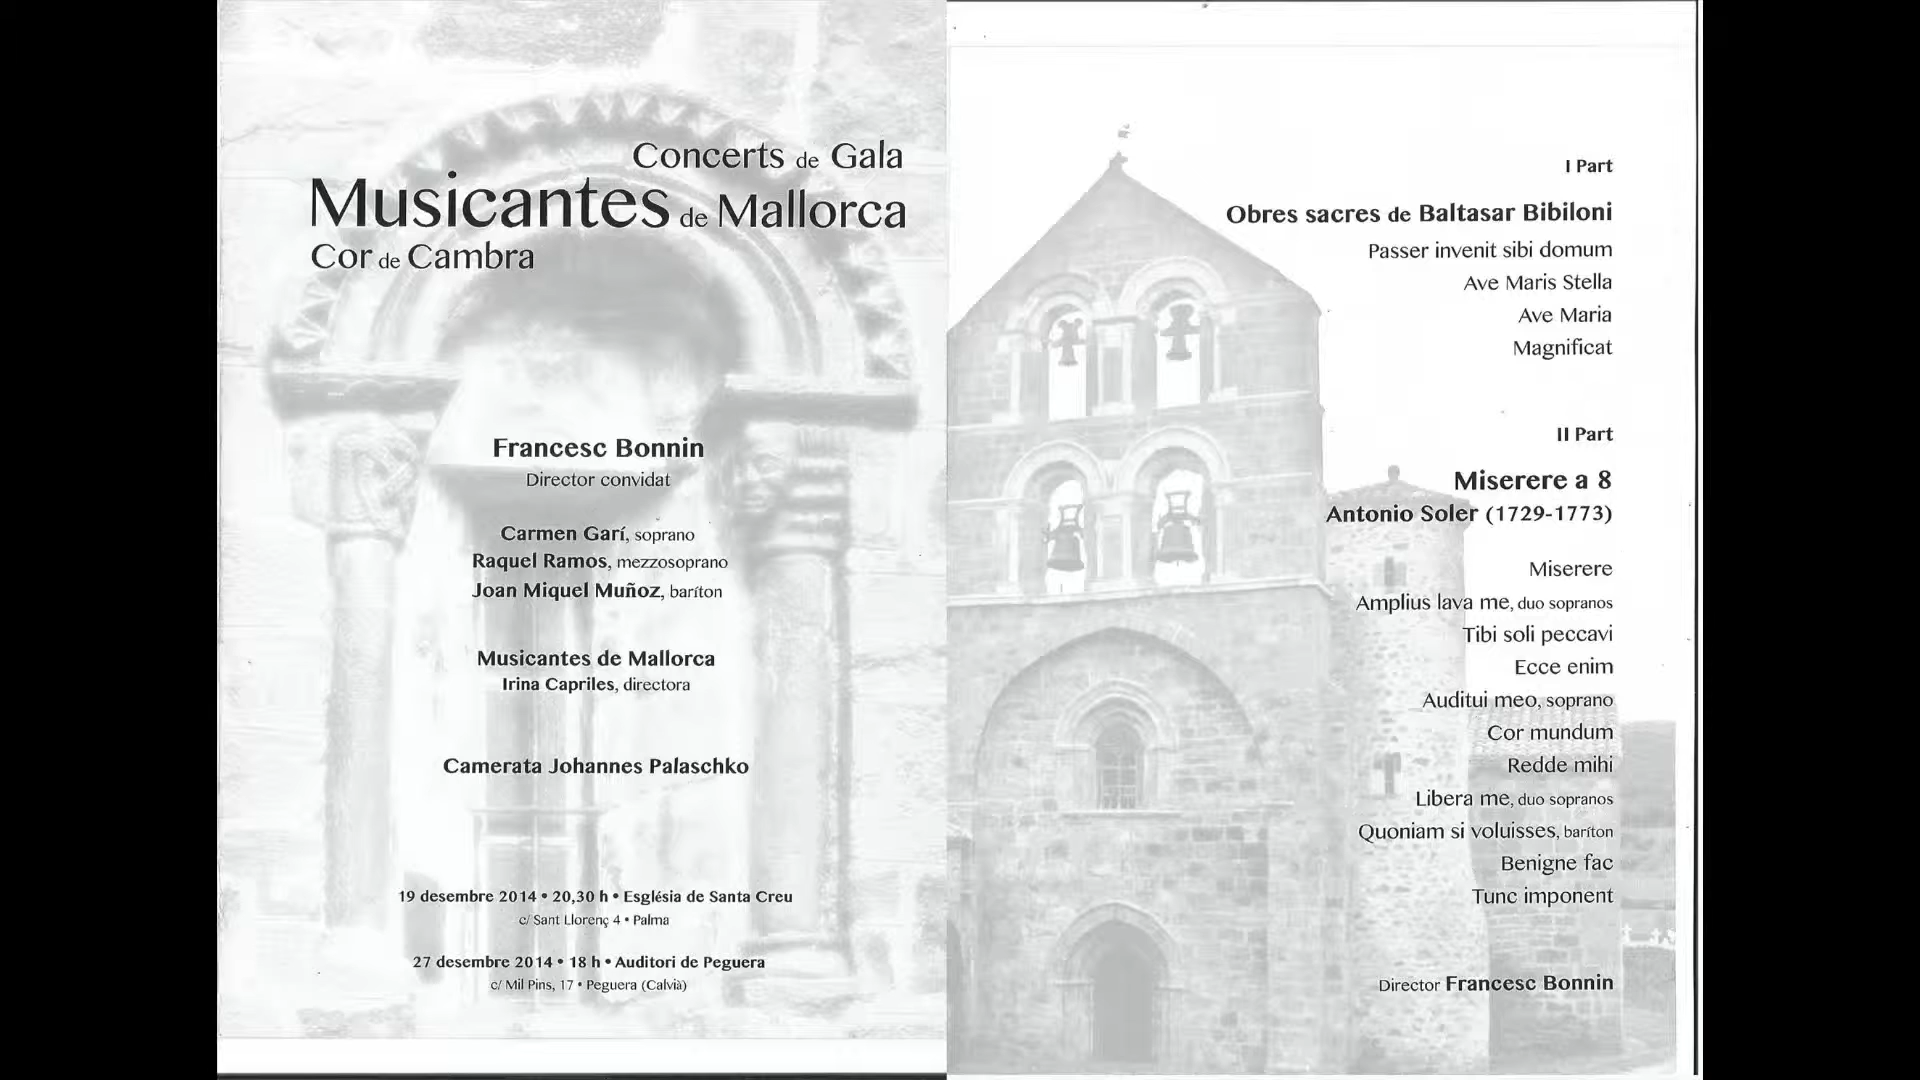 Concerts de Gala
Musicantes de Mallorca
Cor de Cambra
Francesc Bonnin
Director convidat
Carmen Garí, soprano
Raquel Ramos, mezzosoprano
Joan Miquel Muñoz, baríton
Musicantes de Mallorca
Irina Capriles, directora
Camerata Johannes Palaschko
19 desembre 2014 • 20,30 h • Església de Santa Creu
c/ Sant Llorenç 4 • Palma
27 desembre 2014 • 18 h • Auditori de Peguera
c/ Mil Pins, 17 • Peguera (Calvià)
I Part
Obres sacres de Baltasar Bibiloni
Passer invenit sibi domum
Ave Maris Stella
Ave Maria
Magnificat
II Part
Miserere a 8
Antonio Soler (1729-1773)
Miserere
Amplius lava me, duo sopranos
Tibi soli peccavi
Ecce enim
Auditui meo, soprano
Cor mundum
Redde mihi
Libera me, duo sopranos
Quoniam si voluisses, baríton
Benigne fac
Tunc imponent
Director Francesc Bonnin